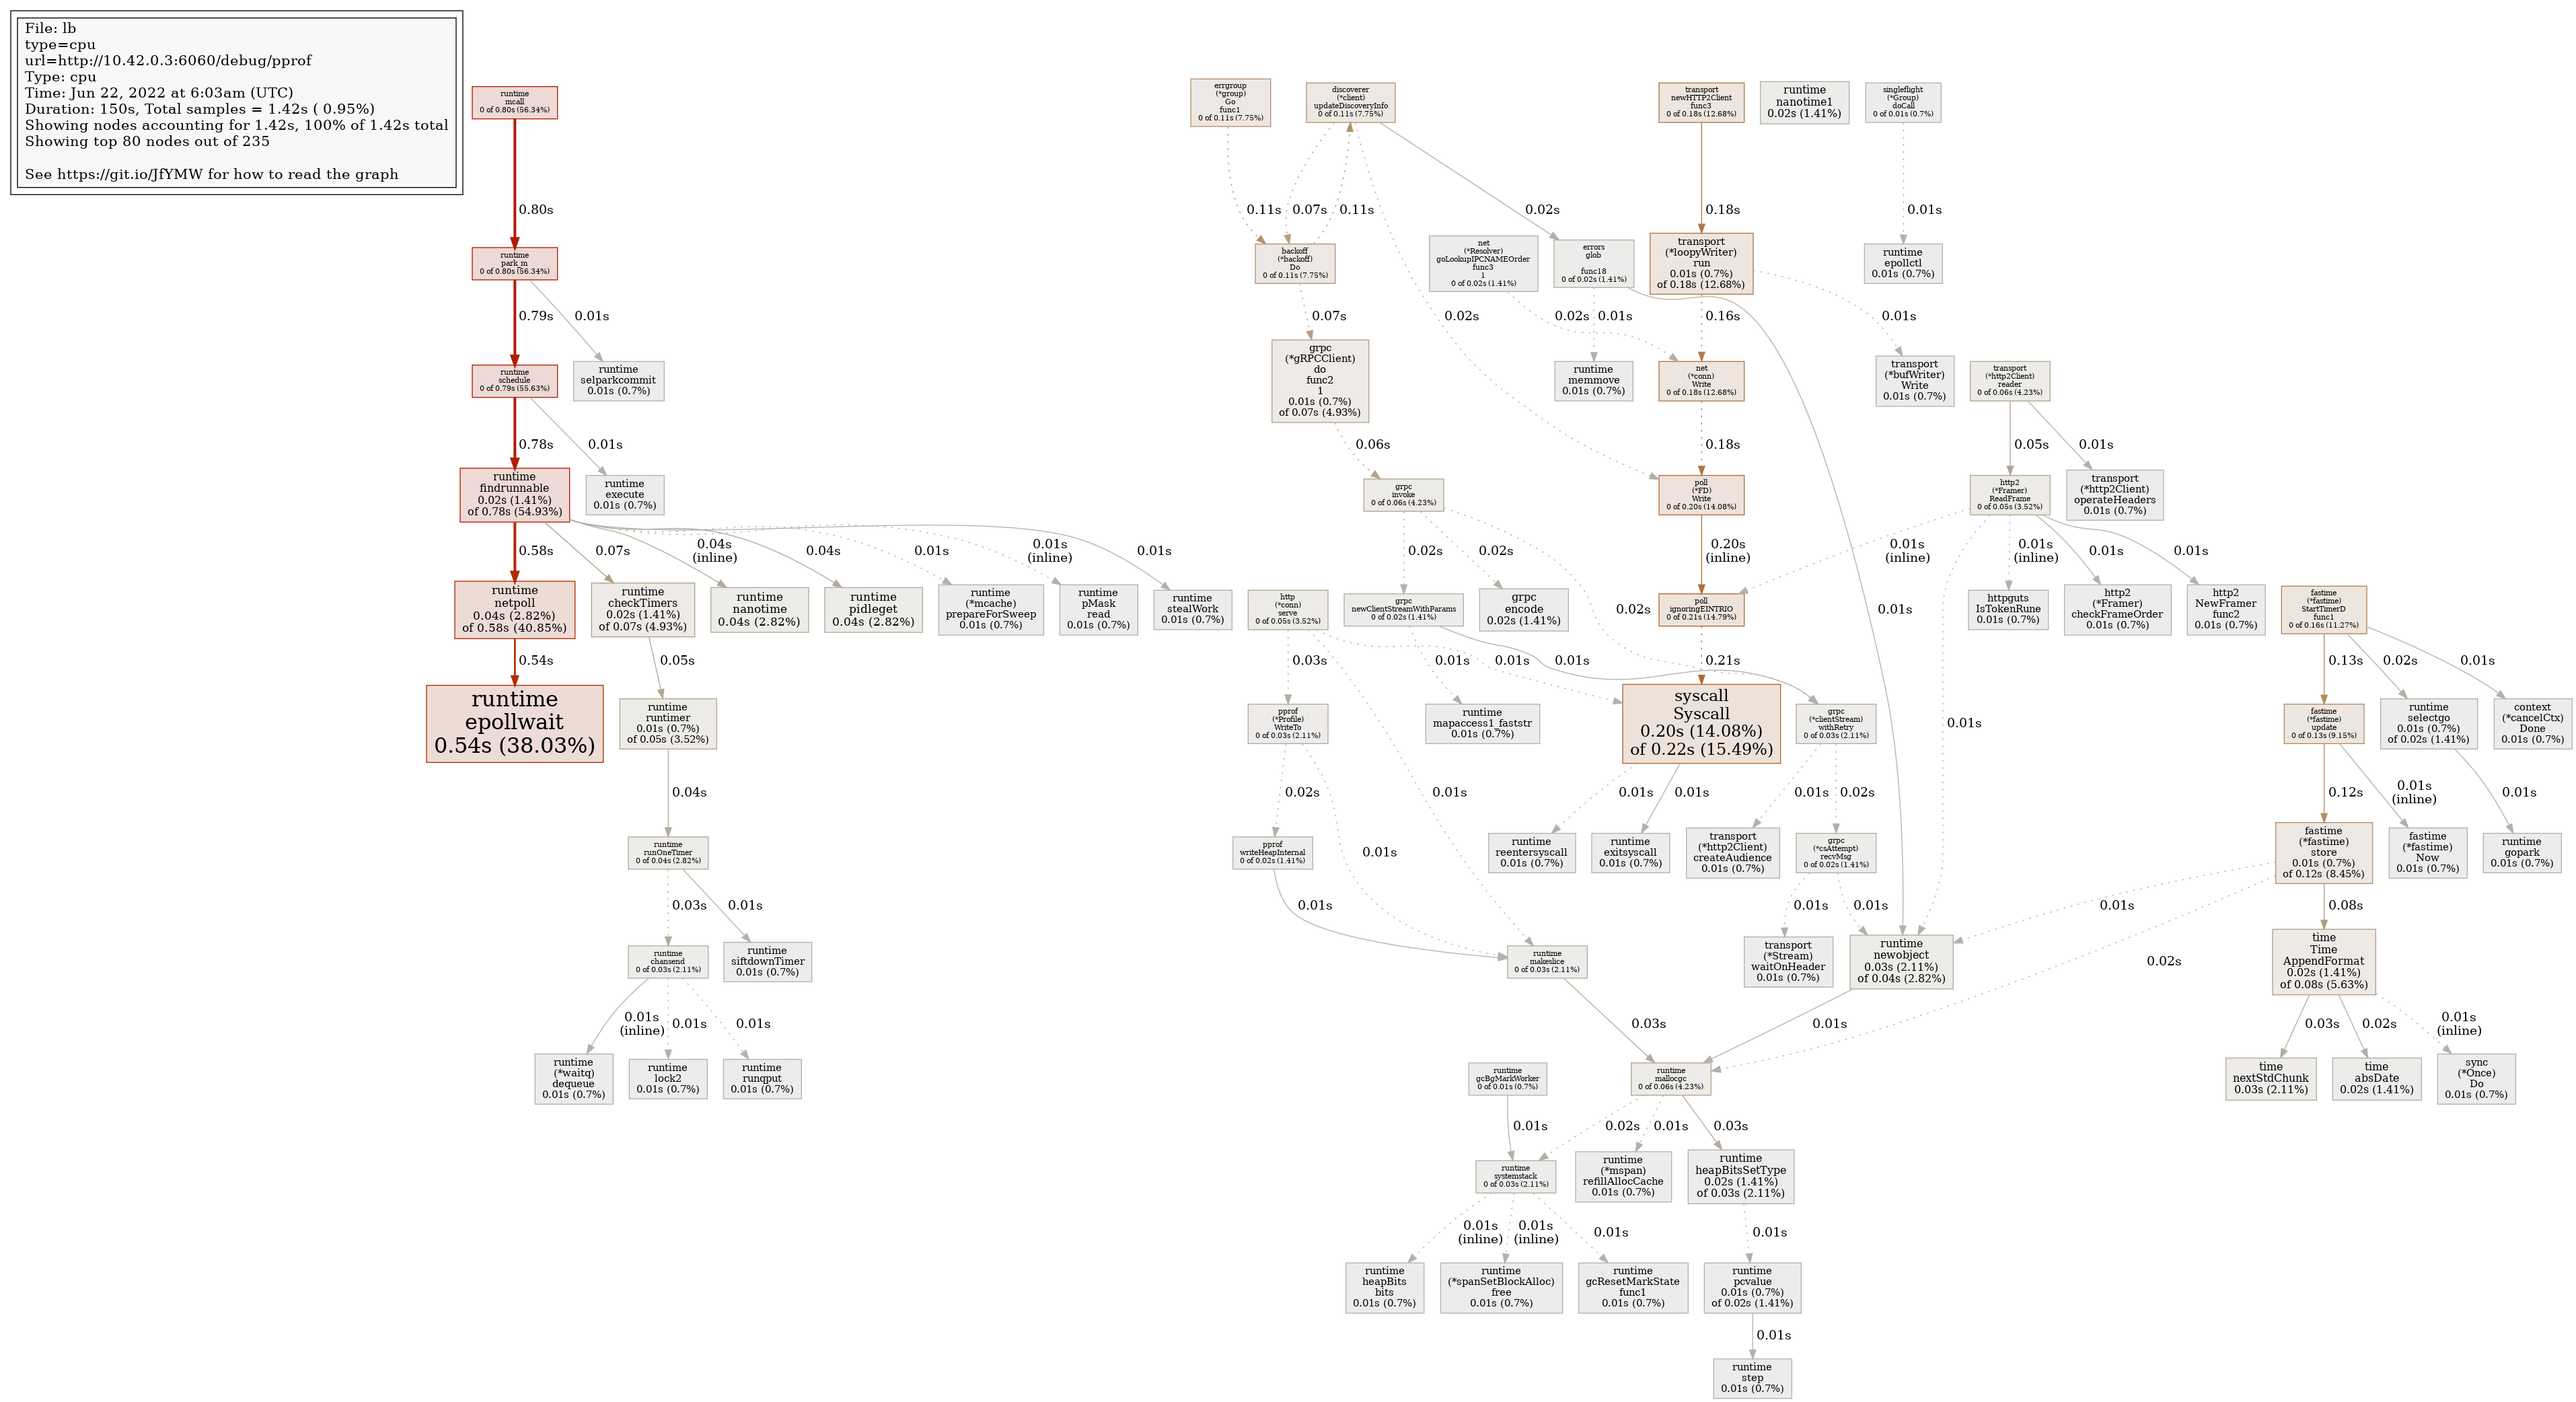 File: lb
type=cpu
url=http://10.42.0.3:6060/debug/pprof
Type: cpu
Time: Jun 22, 2022 at 6:03am (UTC)
Duration: 150s, Total samples = 1.42s ( 0.95%)
Showing nodes accounting for 1.42s, 100% of 1.42s total
Showing top 80 nodes out of 235
See https://git.io/JfYMW for how to read the graph
runtime
mcall
0 of 0.80s (56.34%)
errgroup
(*group)
Go
func1
0 of 0.11s (7.75%)
discoverer
(*client)
updateDiscoveryInfo
0 of 0.11s (7.75%)
transport
newHTTP2Client
func3
0 of 0.18s (12.68%)
runtime
nanotime1
0.02s (1.41%)
singleflight
(*Group)
doCall
0 of 0.01s (0.7%)
0.80s
0.11s
0.07s
0.11s
0.02s
0.18s
0.01s
runtime
park_m
0 of 0.80s (56.34%)
backoff
(*backoff)
Do
0 of 0.11s (7.75%)
net
(*Resolver)
goLookupIPCNAMEOrder
func3
1
0 of 0.02s (1.41%)
errors
glob
func18
0 of 0.02s (1.41%)
transport
(*loopyWriter)
run
0.01s (0.7%)
of 0.18s (12.68%)
runtime
epollctl
0.01s (0.7%)
0.79s
0.01s
0.07s
0.02s
0.02s
0.01s
0.16s
0.01s
runtime
schedule
0 of 0.79s (55.63%)
runtime
selparkcommit
0.01s (0.7%)
grpc
(*gRPCClient)
do
func2
1
0.01s (0.7%)
of 0.07s (4.93%)
runtime
memmove
0.01s (0.7%)
net
(*conn)
Write
0 of 0.18s (12.68%)
transport
(*bufWriter)
Write
0.01s (0.7%)
transport
(*http2Client)
reader
0 of 0.06s (4.23%)
0.78s
0.01s
0.06s
0.18s
0.05s
0.01s
runtime
findrunnable
0.02s (1.41%)
of 0.78s (54.93%)
runtime
execute
0.01s (0.7%)
grpc
invoke
0 of 0.06s (4.23%)
poll
(*FD)
Write
0 of 0.20s (14.08%)
http2
(*Framer)
ReadFrame
0 of 0.05s (3.52%)
transport
(*http2Client)
operateHeaders
0.01s (0.7%)
0.58s
0.07s
0.04s
(inline)
0.04s
0.01s
0.01s
(inline)
0.01s
0.02s
0.02s
0.20s
(inline)
0.01s
(inline)
0.01s
(inline)
0.01s
0.01s
runtime
netpoll
0.04s (2.82%)
of 0.58s (40.85%)
runtime
checkTimers
0.02s (1.41%)
of 0.07s (4.93%)
runtime
nanotime
0.04s (2.82%)
runtime
pidleget
0.04s (2.82%)
runtime
(*mcache)
prepareForSweep
0.01s (0.7%)
runtime
pMask
read
0.01s (0.7%)
runtime
stealWork
0.01s (0.7%)
http
(*conn)
serve
0 of 0.05s (3.52%)
grpc
newClientStreamWithParams
0 of 0.02s (1.41%)
grpc
encode
0.02s (1.41%)
0.02s
poll
ignoringEINTRIO
0 of 0.21s (14.79%)
0.01s
httpguts
IsTokenRune
0.01s (0.7%)
http2
(*Framer)
checkFrameOrder
0.01s (0.7%)
http2
NewFramer
func2
0.01s (0.7%)
fastime
(*fastime)
StartTimerD
func1
0 of 0.16s (11.27%)
0.54s
0.05s
0.03s
0.01s
0.01s
0.01s
0.21s
0.13s
0.02s
0.01s
runtime
epollwait
0.54s (38.03%)
runtime
runtimer
0.01s (0.7%)
of 0.05s (3.52%)
pprof
(*Profile)
WriteTo
0 of 0.03s (2.11%)
runtime
mapaccess1_faststr
0.01s (0.7%)
syscall
Syscall
0.20s (14.08%)
of 0.22s (15.49%)
grpc
(*clientStream)
withRetry
0 of 0.03s (2.11%)
0.01s
fastime
(*fastime)
update
0 of 0.13s (9.15%)
runtime
selectgo
0.01s (0.7%)
of 0.02s (1.41%)
context
(*cancelCtx)
Done
0.01s (0.7%)
0.04s
0.02s
0.01s
0.01s
0.01s
0.01s
0.02s
0.12s
0.01s
(inline)
0.01s
runtime
runOneTimer
0 of 0.04s (2.82%)
pprof
writeHeapInternal
0 of 0.02s (1.41%)
0.01s
runtime
reentersyscall
0.01s (0.7%)
runtime
exitsyscall
0.01s (0.7%)
transport
(*http2Client)
createAudience
0.01s (0.7%)
grpc
(*csAttempt)
recvMsg
0 of 0.02s (1.41%)
fastime
(*fastime)
store
0.01s (0.7%)
of 0.12s (8.45%)
fastime
(*fastime)
Now
0.01s (0.7%)
runtime
gopark
0.01s (0.7%)
0.03s
0.01s
0.01s
0.01s
0.01s
0.01s
0.08s
runtime
chansend
0 of 0.03s (2.11%)
runtime
siftdownTimer
0.01s (0.7%)
runtime
makeslice
0 of 0.03s (2.11%)
transport
(*Stream)
waitOnHeader
0.01s (0.7%)
runtime
newobject
0.03s (2.11%)
of 0.04s (2.82%)
0.02s
time
Time
AppendFormat
0.02s (1.41%)
of 0.08s (5.63%)
0.01s
(inline)
0.01s
0.01s
0.03s
0.01s
0.03s
0.02s
0.01s
(inline)
runtime
(*waitq)
dequeue
0.01s (0.7%)
runtime
lock2
0.01s (0.7%)
runtime
runqput
0.01s (0.7%)
runtime
gcBgMarkWorker
0 of 0.01s (0.7%)
runtime
mallocgc
0 of 0.06s (4.23%)
time
nextStdChunk
0.03s (2.11%)
time
absDate
0.02s (1.41%)
sync
(*Once)
Do
0.01s (0.7%)
0.01s
0.02s
0.01s
0.03s
runtime
systemstack
0 of 0.03s (2.11%)
runtime
(*mspan)
refillAllocCache
0.01s (0.7%)
runtime
heapBitsSetType
0.02s (1.41%)
of 0.03s (2.11%)
0.01s
(inline)
0.01s
(inline)
0.01s
0.01s
runtime
heapBits
bits
0.01s (0.7%)
runtime
(*spanSetBlockAlloc)
free
0.01s (0.7%)
runtime
gcResetMarkState
func1
0.01s (0.7%)
runtime
pcvalue
0.01s (0.7%)
of 0.02s (1.41%)
0.01s
runtime
step
0.01s (0.7%)